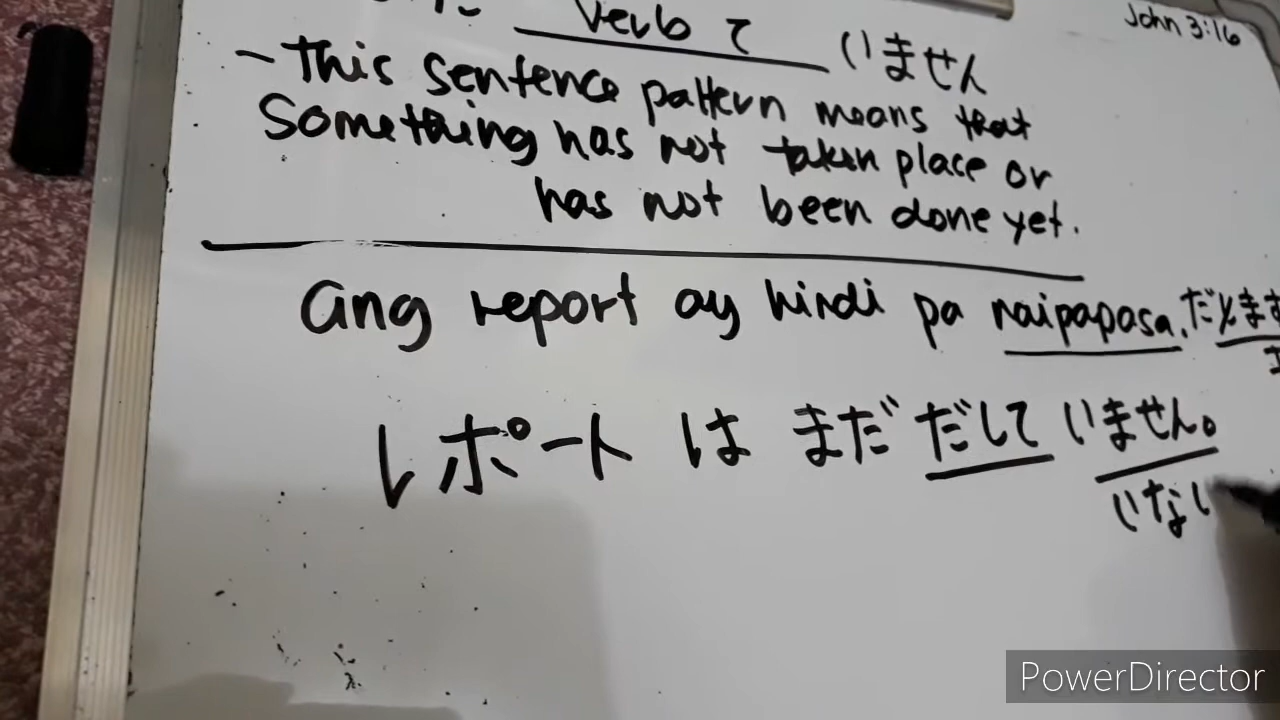 John 3:16
Verb て いません
- This sentence pattern means that
Something has not taken place or
has not been done yet.
ang report ay hindi pa naipapasa.
レポート は まだ だして いません。
いない
PowerDirector